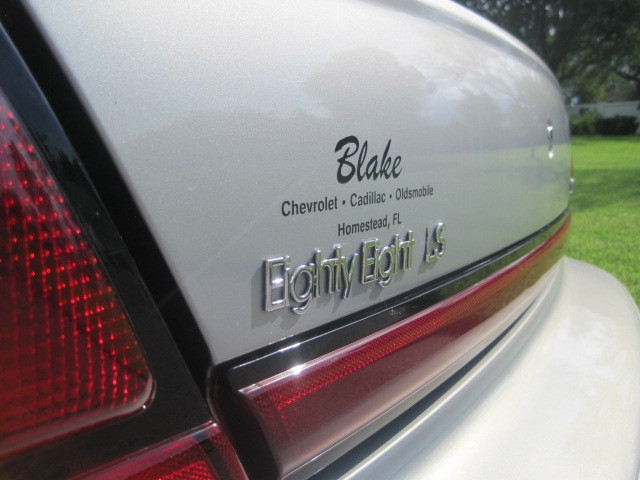 Blake
Chevrolet • Cadillac • Oldsmobile
Homestead, FL
Eighty Eight LS